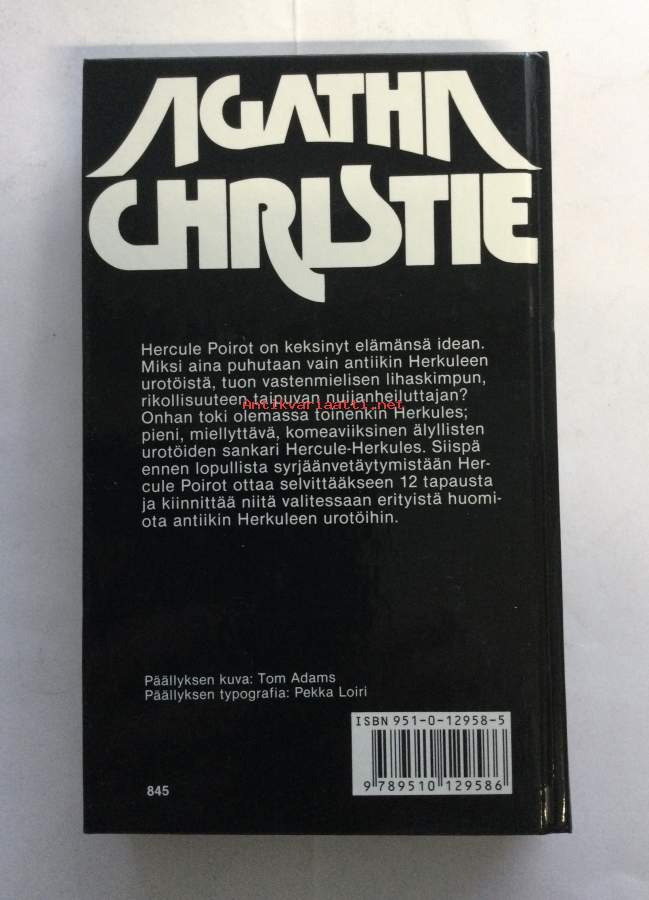 AGATHA
CHRISTIE
Hercule Poirot on keksinyt elämänsä idean.
Miksi aina puhutaan vain antiikin Herkuleen
urotöistä, tuon vastenmielisen lihaskimpun,
rikollisuuteen taipuvan nuijanheiluttajan?
Antikvariaatti.net
Onhan toki olemassa toinenkin Herkules;
pieni, miellyttävä, komeaviiksinen älyllisten
urotöiden sankari Hercule-Herkules. Siispä
ennen lopullista syrjäänvetäytymistään Her-
cule Poirot ottaa selvittääkseen 12 tapausta
ja kiinnittää niitä valitessaan erityistä huomi-
ota antiikin Herkuleen urotöihin.
Päällyksen kuva: Tom Adams
Päällyksen typografia: Pekka Loiri
ISBN 951-0-12958-5
9 789510 129586
845